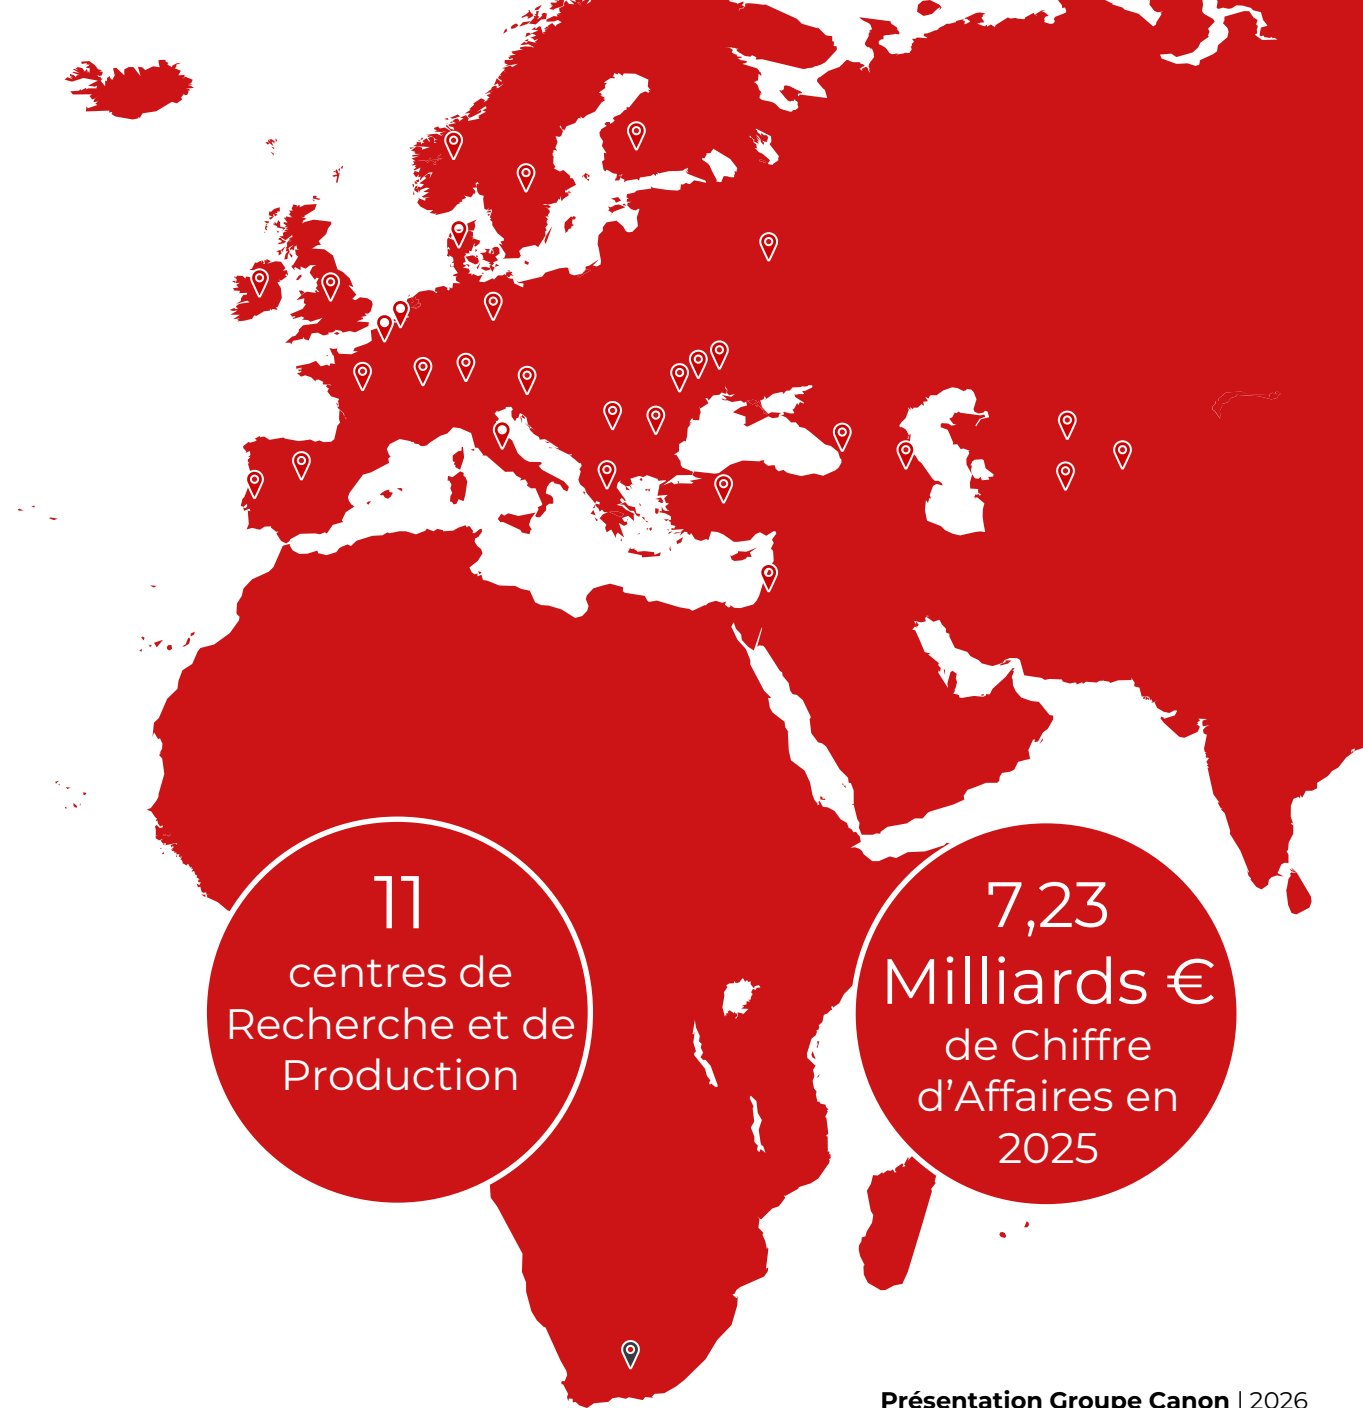 11
centres de
Recherche et de
Production
7,23
Milliards €
de Chiffre
d’Affaires en
2025
Présentation Groupe Canon | 2026